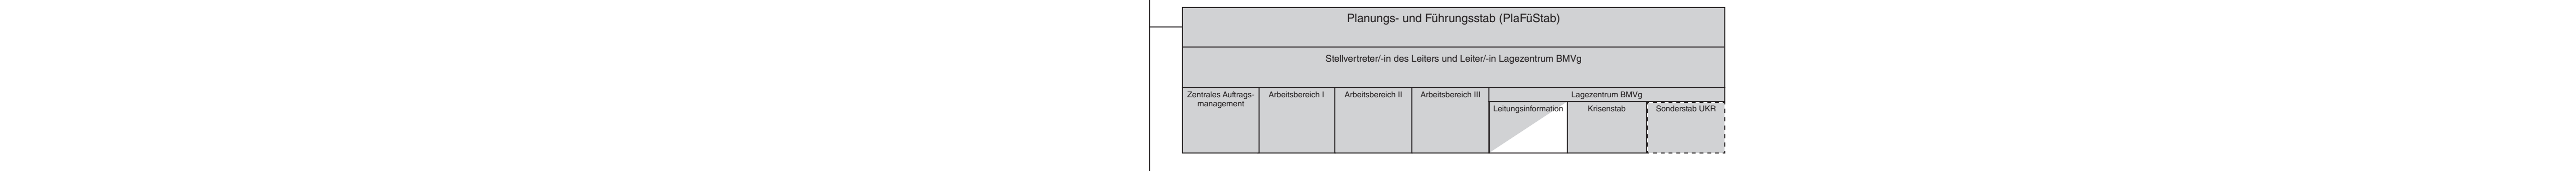 Planungs- und Führungsstab (PlaFüStab)
Stellvertreter/-in des Leiters und Leiter/-in Lagezentrum BMVg
Zentrales Auftrags-
management
Arbeitsbereich I
Arbeitsbereich II
Arbeitsbereich III
Lagezentrum BMVg
Leitungsinformation
Krisenstab
Sonderstab UKR